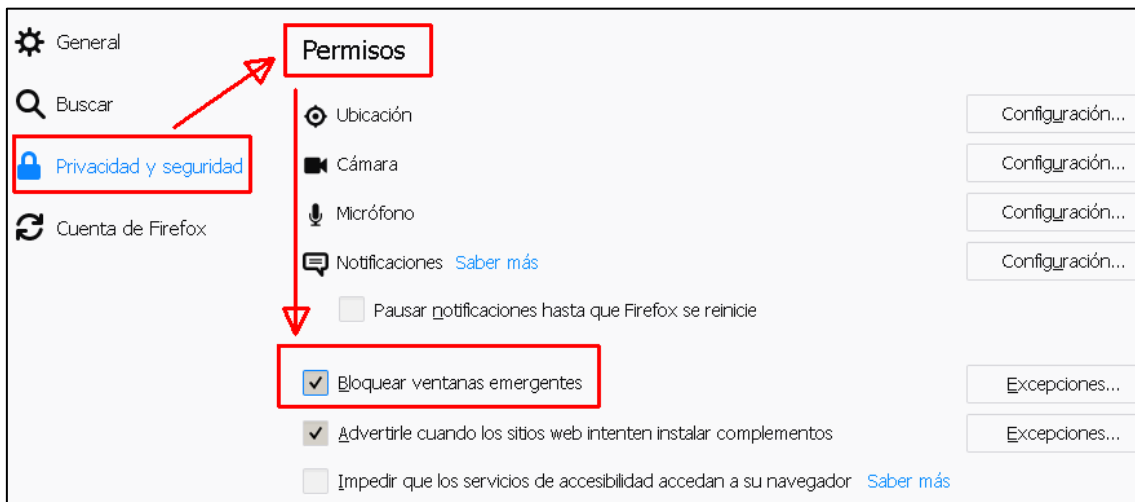 General
Buscar
Privacidad y seguridad
Cuenta de Firefox
Permisos
Ubicación
Configuración...
Cámara
Configuración...
Micrófono
Configuración...
Notificaciones Saber más
Configuración...
Pausar notificaciones hasta que Firefox se reinicie
Bloquear ventanas emergentes
Excepciones...
Advertirle cuando los sitios web intenten instalar complementos
Excepciones...
Impedir que los servicios de accesibilidad accedan a su navegador Saber más